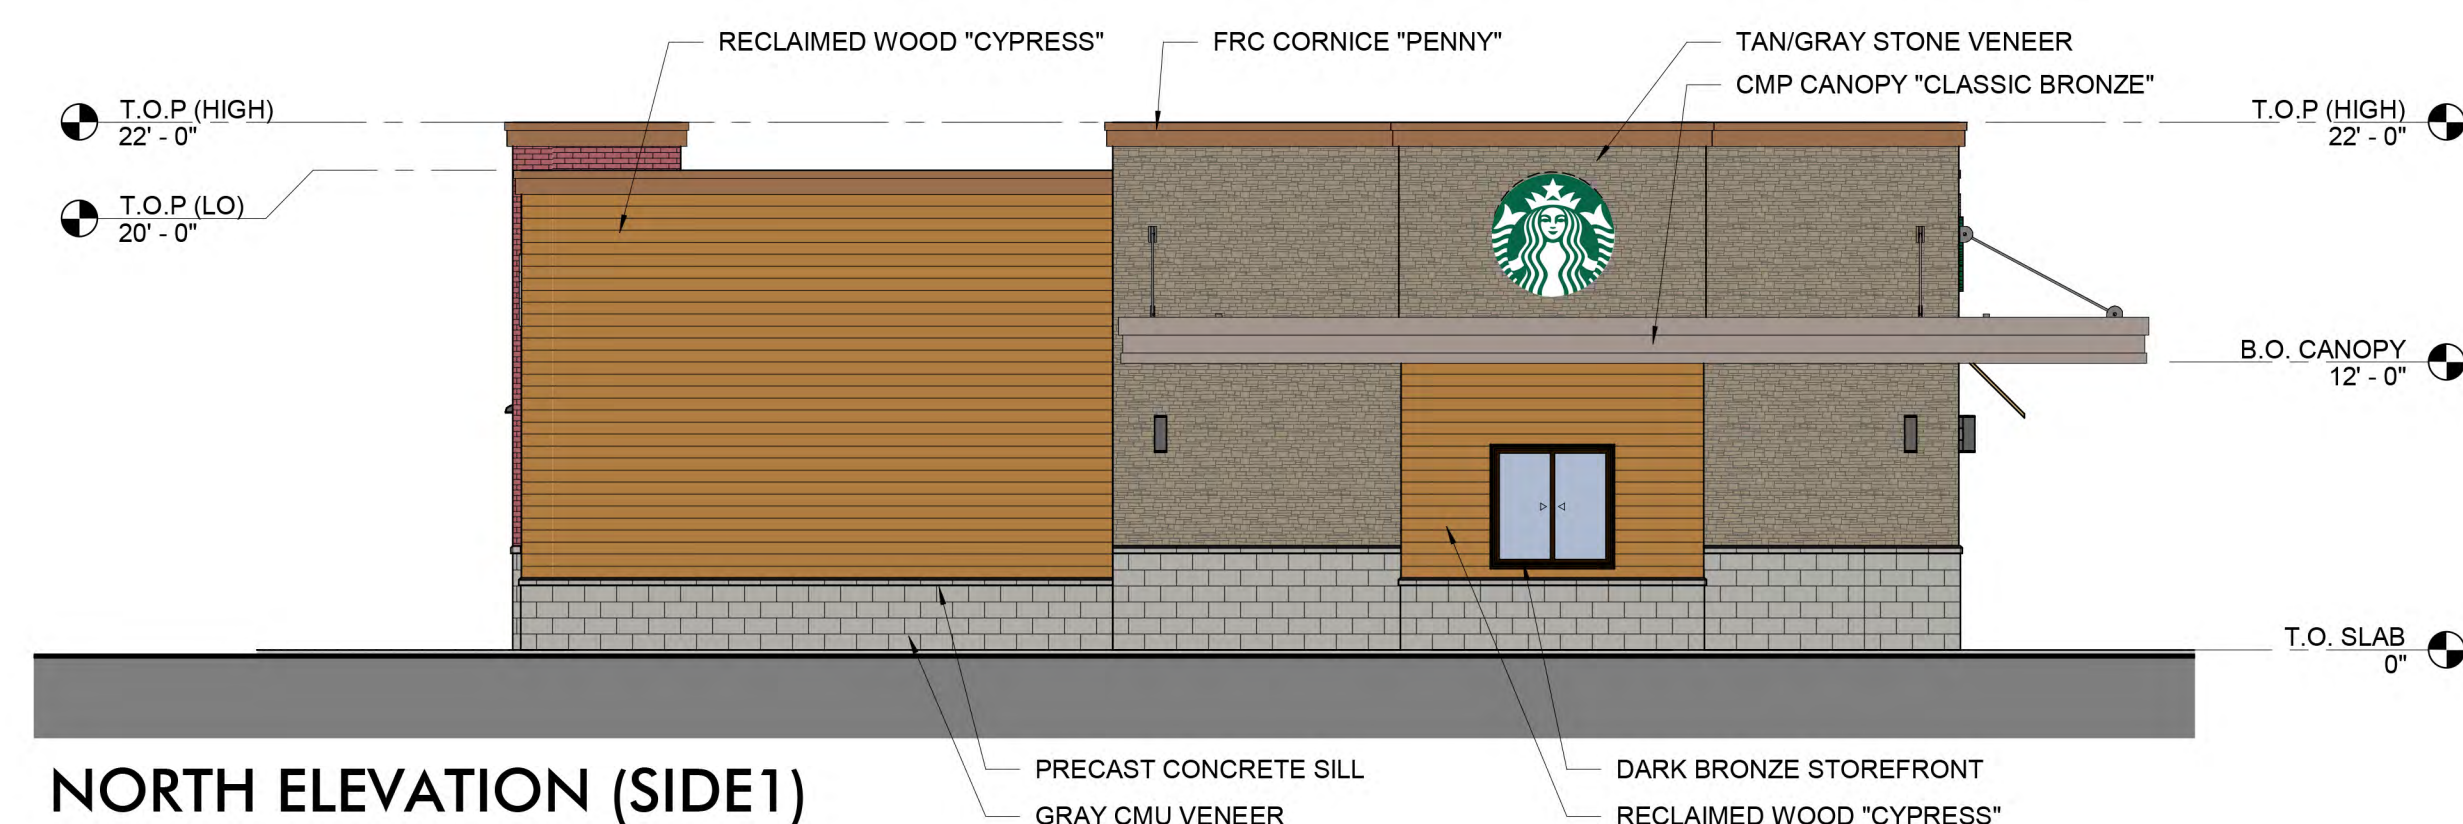 RECLAIMED WOOD "CYPRESS"
FRC CORNICE "PENNY"
TAN/GRAY STONE VENEER
CMP CANOPY "CLASSIC BRONZE"
T.O.P (HIGH)
22' - 0"
T.O.P (HIGH)
22' - 0"
T.O.P (LO)
20' - 0"
B.O. CANOPY
12' - 0"
T.O. SLAB
0"
PRECAST CONCRETE SILL
GRAY CMU VENEER
DARK BRONZE STOREFRONT
RECLAIMED WOOD "CYPRESS"
NORTH ELEVATION (SIDE1)